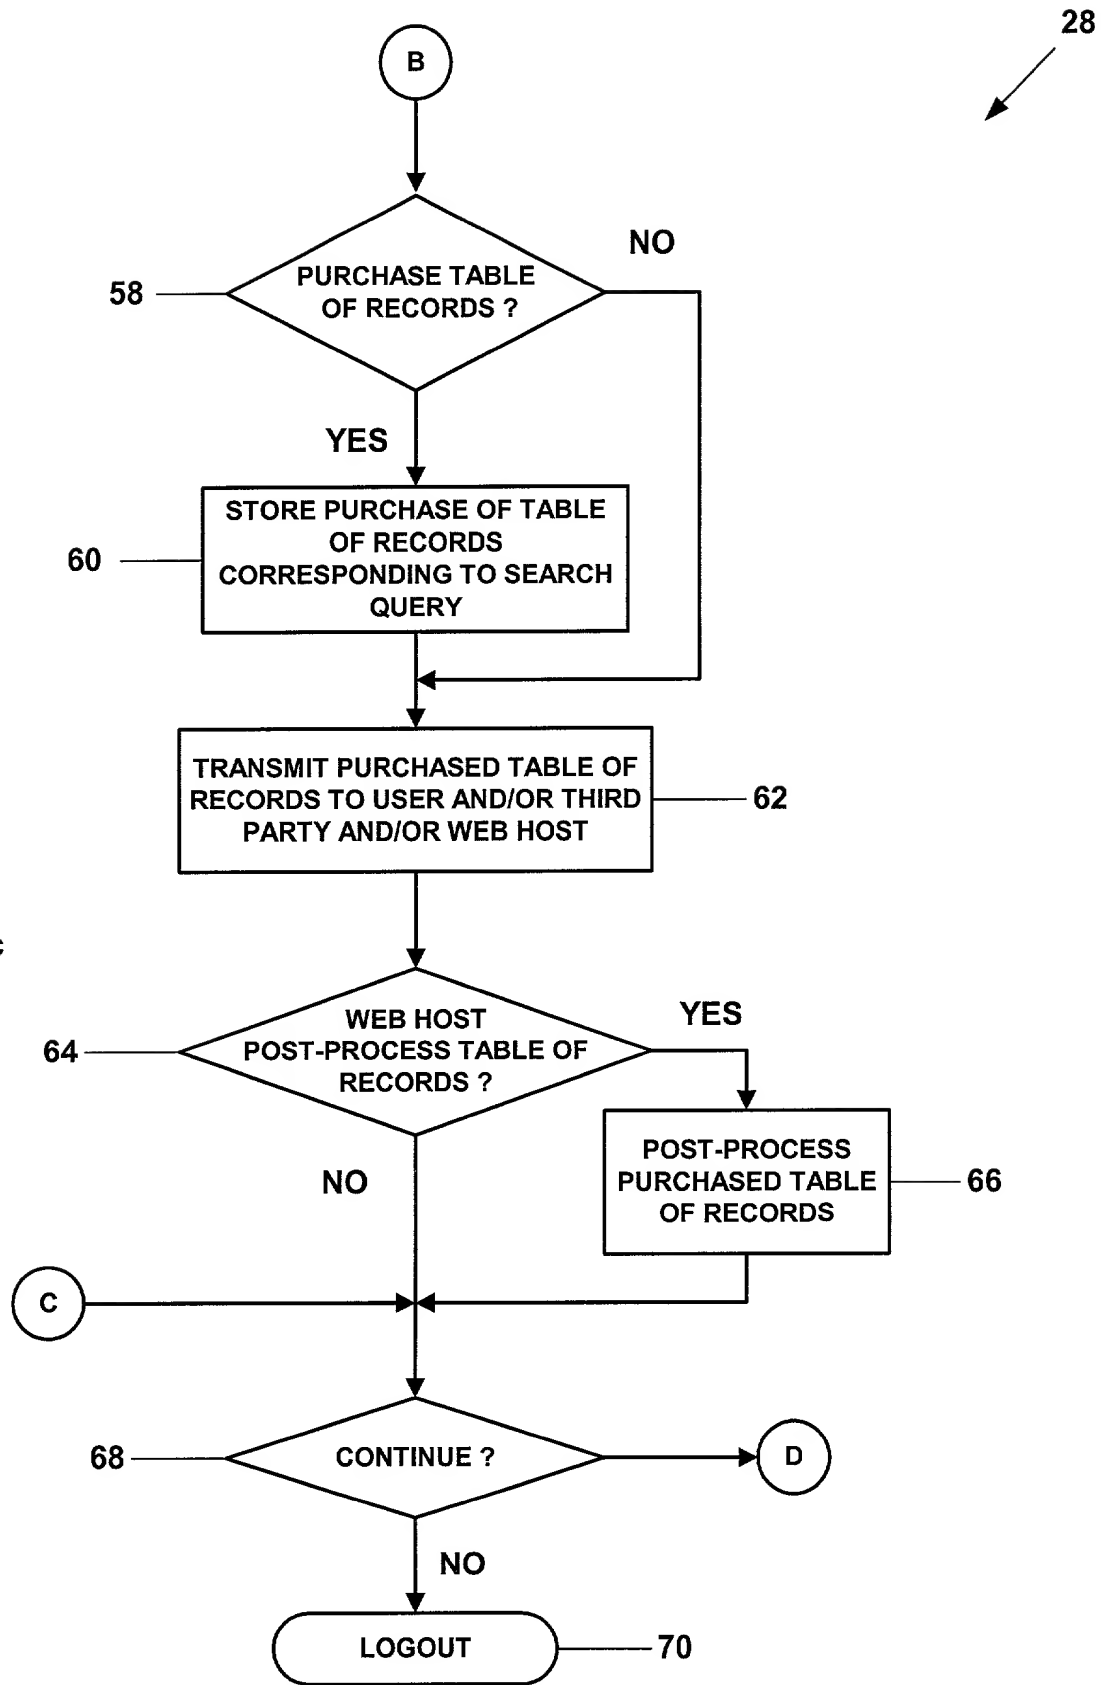 28
B
NO
PURCHASE TABLE
OF RECORDS ?
58
YES
STORE PURCHASE OF TABLE
OF RECORDS
CORRESPONDING TO SEARCH
QUERY
60
TRANSMIT PURCHASED TABLE OF
RECORDS TO USER AND/OR THIRD
PARTY AND/OR WEB HOST
62
WEB HOST
POST-PROCESS TABLE OF
RECORDS ?
64
YES
POST-PROCESS
PURCHASED TABLE
OF RECORDS
66
NO
C
CONTINUE ?
68
D
NO
LOGOUT
70